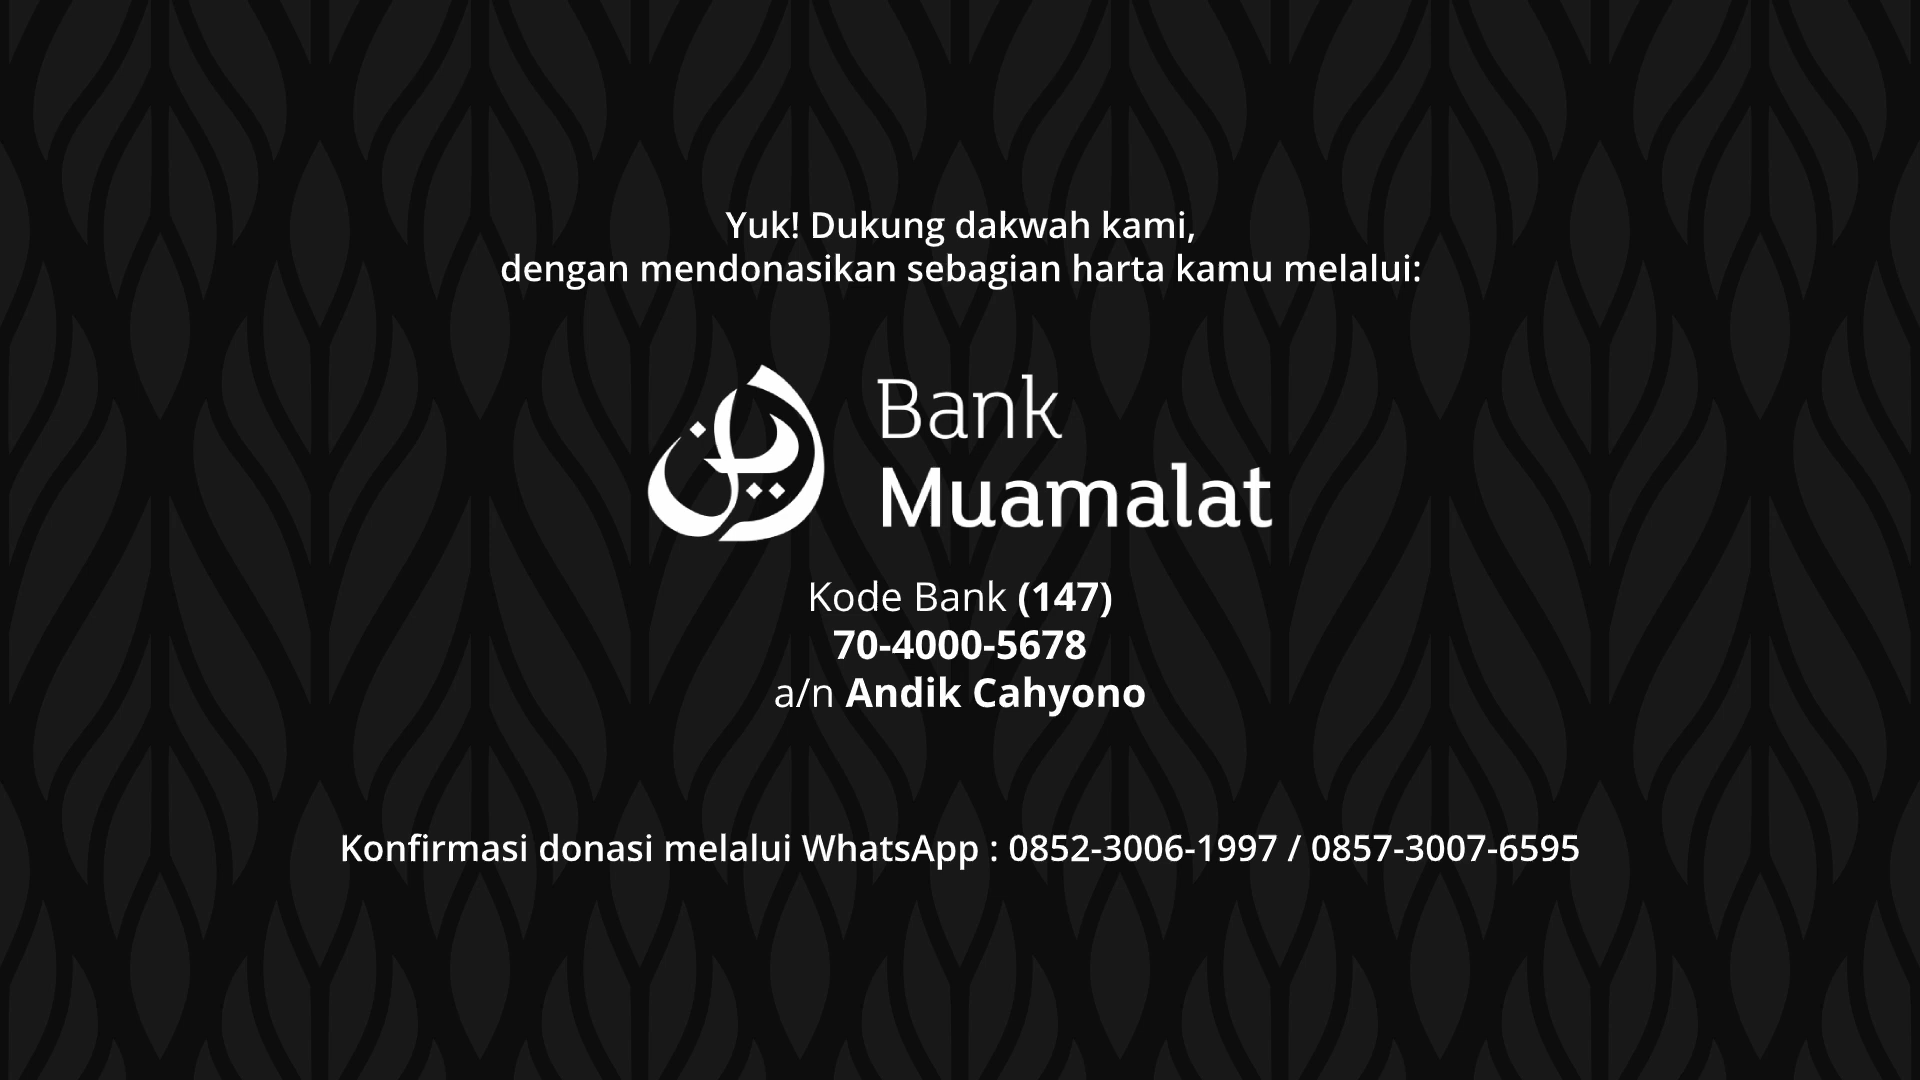 Yuk! Dukung dakwah kami,
dengan mendonasikan sebagian harta kamu melalui:
Bank
Muamalat
Kode Bank (147)
70-4000-5678
a/n Andik Cahyono
Konfirmasi donasi melalui WhatsApp : 0852-3006-1997 / 0857-3007-6595